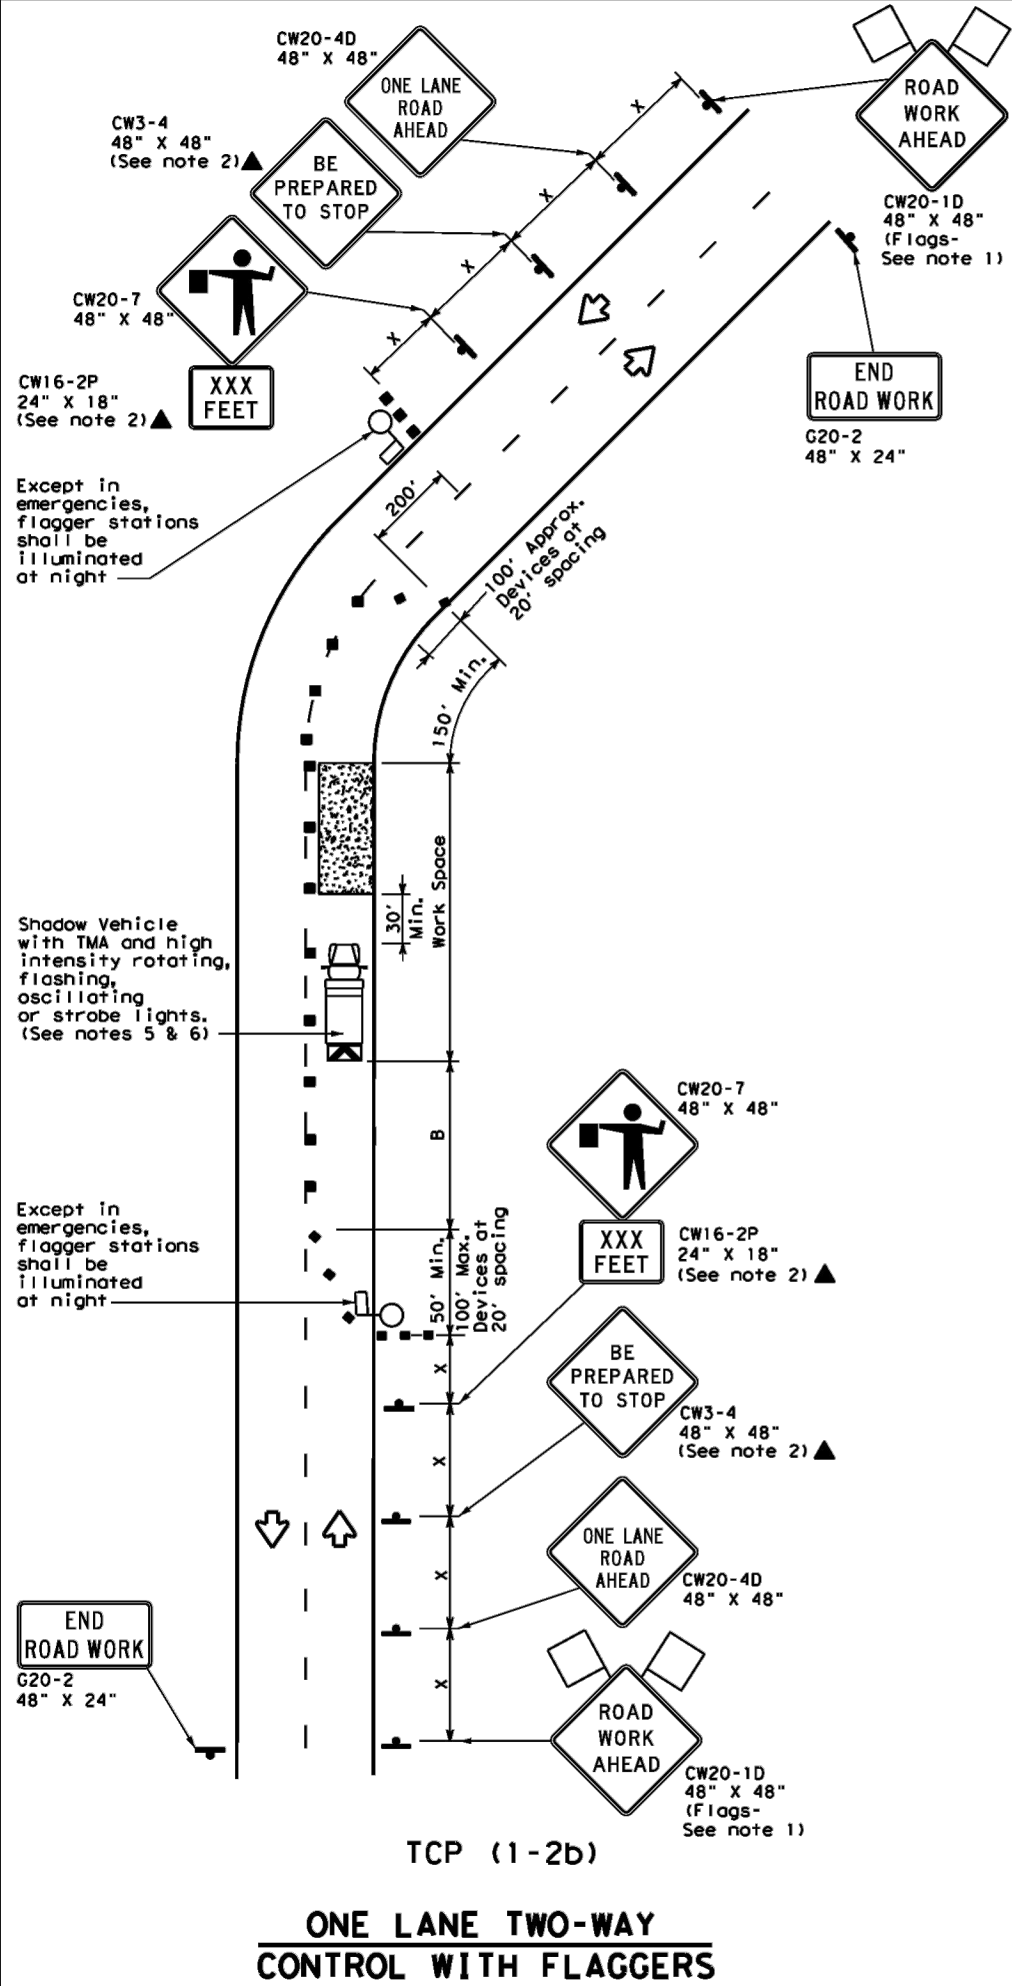 CW20-4D
48" X 48"
ONE LANE
ROAD
AHEAD
ROAD
WORK
AHEAD
CW20-1D
48" X 48"
(Flags-
See note 1)
CW3-4
48" X 48"
(See note 2)▲
BE
PREPARED
TO STOP
X
X
X
X
CW20-7
48" X 48"
CW16-2P
24" X 18"
(See note 2)▲
XXX
FEET
END
ROAD WORK
G20-2
48" X 24"
Except in
emergencies,
flagger stations
shall be
illuminated
at night
200'
100' Approx.
Devices at
20' spacing
150' Min.
Work Space
30'
Min.
Shadow Vehicle
with TMA and high
intensity rotating,
flashing,
oscillating
or strobe lights.
(See notes 5 & 6)
B
CW20-7
48" X 48"
XXX
FEET
CW16-2P
24" X 18"
(See note 2)▲
Except in
emergencies,
flagger stations
shall be
illuminated
at night
50' Min.
100' Max.
Devices at
20' spacing
X
X
X
X
BE
PREPARED
TO STOP
CW3-4
48" X 48"
(See note 2)▲
ONE LANE
ROAD
AHEAD
CW20-4D
48" X 48"
END
ROAD WORK
G20-2
48" X 24"
ROAD
WORK
AHEAD
CW20-1D
48" X 48"
(Flags-
See note 1)
TCP (1-2b)
ONE LANE TWO-WAY
CONTROL WITH FLAGGERS